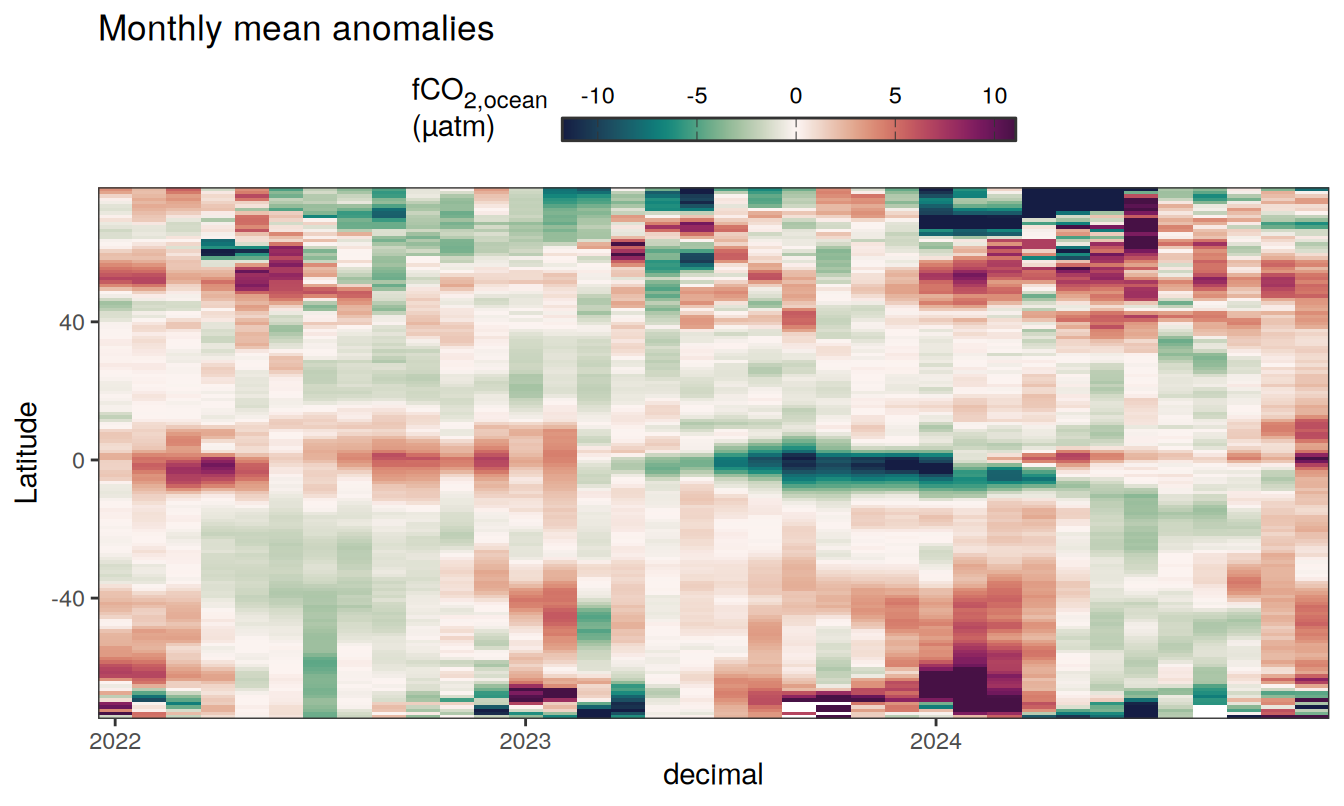 Monthly mean anomalies
fCO2,ocean
(µatm)
-10 -5 0 5 10
Latitude
40
0
-40
2022 2023 2024
decimal